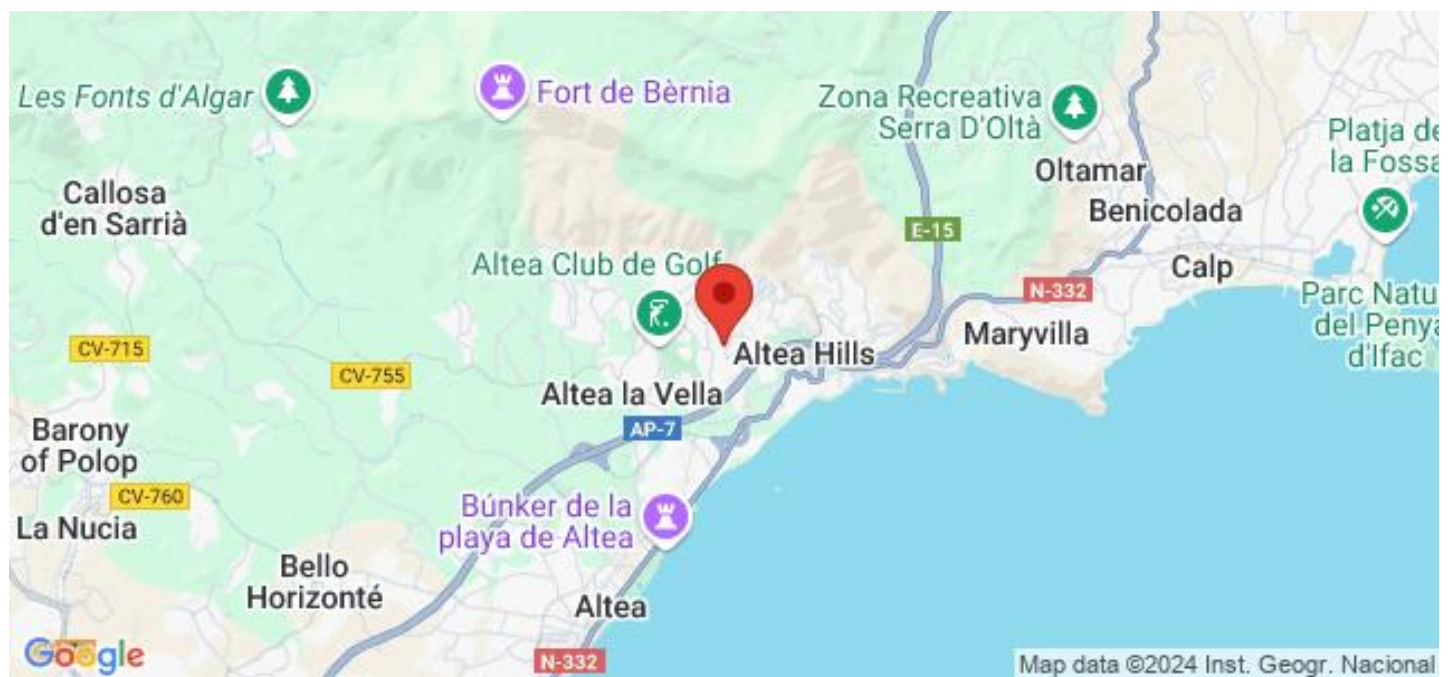 Les Fonts d'Algar
Fort de Bèrnia
Zona Recreativa
Serra D'Oltà
Platja de
la Fossa
Oltamar
Callosa
d'en Sarrià
Benicolada
E-15
Altea Club de Golf
Calp
N-332
Parc Natu
del Penya
d'Ifac
Maryvilla
CV-715
Altea Hills
CV-755
Altea la Vella
AP-7
Barony
of Polop
CV-760
Búnker de la
playa de Altea
La Nucia
Bello
Horizonté
Altea
Google
N-332
Map data ©2024 Inst. Geogr. Nacional